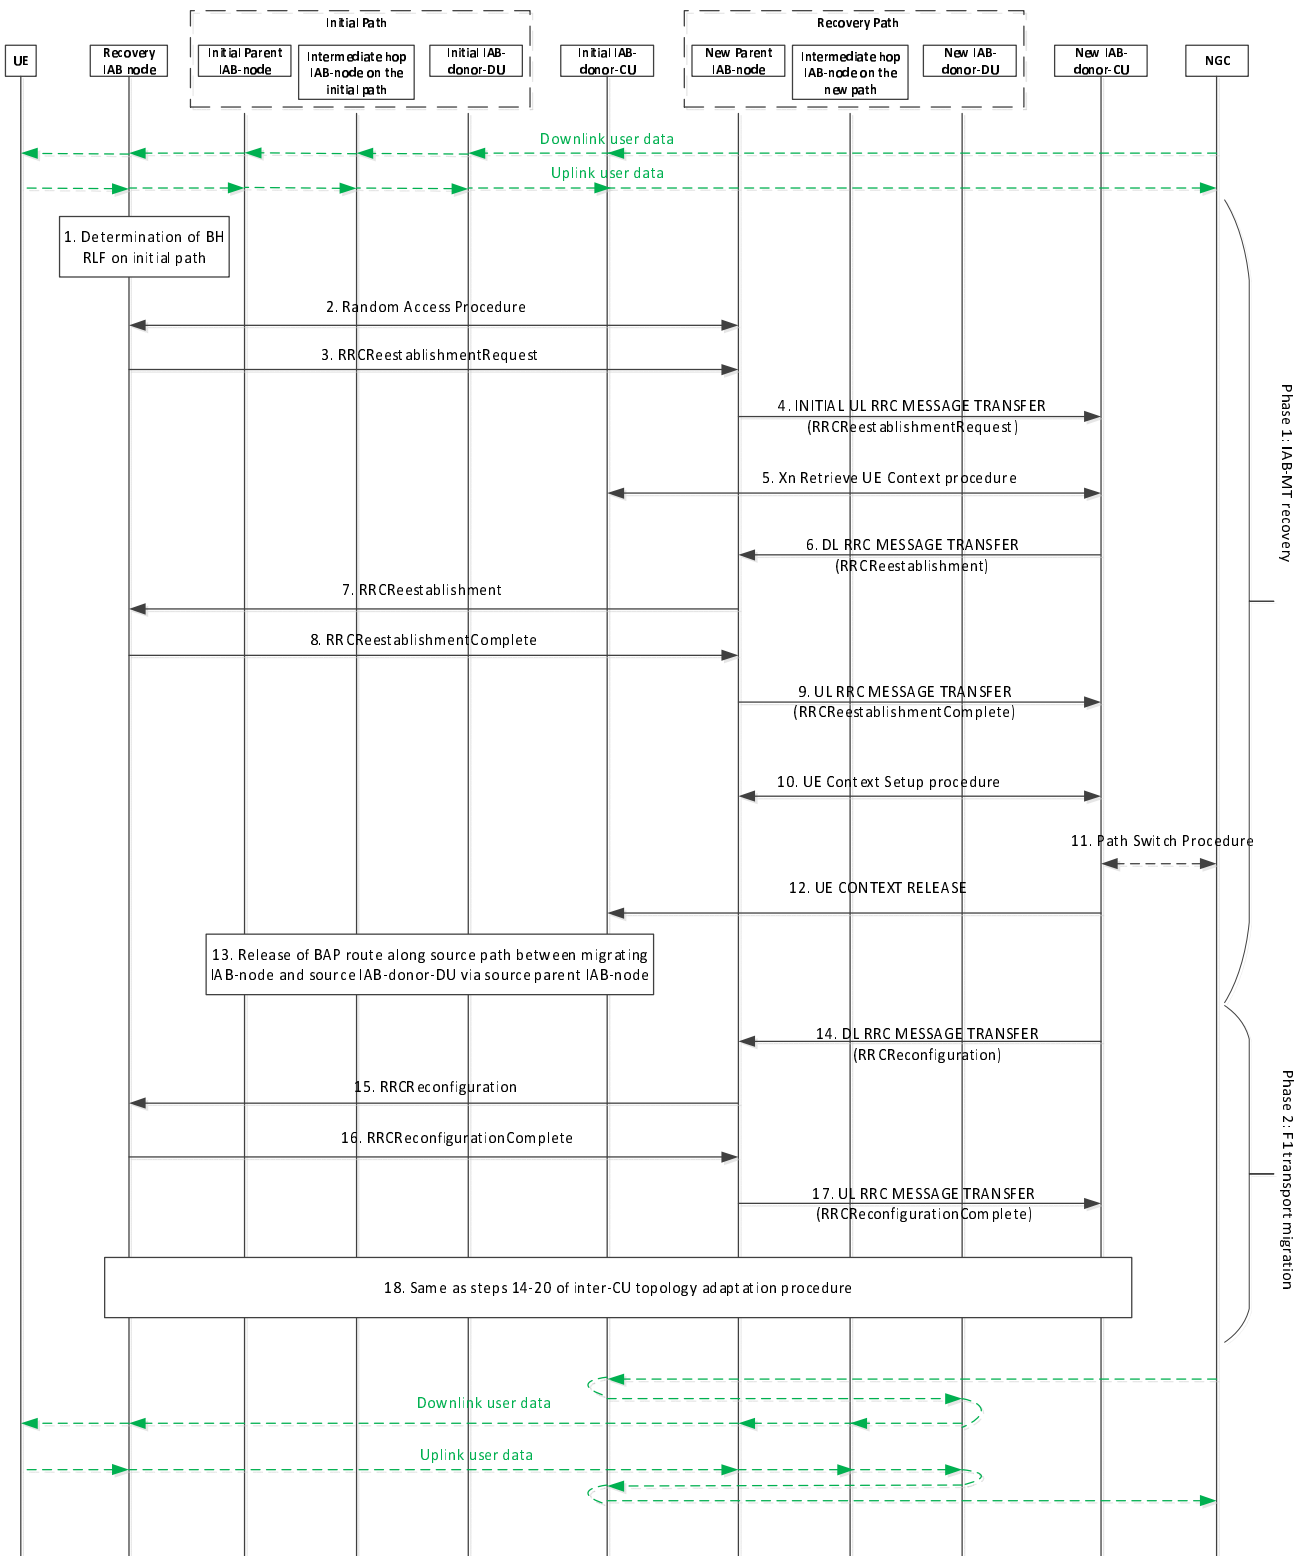 Initial Path
Recovery Path
UE
Recovery
IAB node
Initial Parent
IAB-node
Intermediate hop
IAB-node on the
initial path
Initial IAB-
donor-DU
Initial IAB-
donor-CU
New Parent
IAB-node
Intermediate hop
IAB-node on the
new path
New IAB-
donor-DU
New IAB-
donor-CU
NGC
Downlink user data
Uplink user data
1. Determination of BH
RLF on initial path
2. Random Access Procedure
3. RRCReestablishmentRequest
4. INITIAL UL RRC MESSAGE TRANSFER
(RRCReestablishmentRequest)
5. Xn Retrieve UE Context procedure
6. DL RRC MESSAGE TRANSFER
(RRCReestablishment)
7. RRCReestablishment
8. RRCReestablishmentComplete
9. UL RRC MESSAGE TRANSFER
(RRCReestablishmentComplete)
10. UE Context Setup procedure
11. Path Switch Procedure
12. UE CONTEXT RELEASE
13. Release of BAP route along source path between migrating
IAB-node and source IAB-donor-DU via source parent IAB-node
Phase 1: IAB-MT recovery
14. DL RRC MESSAGE TRANSFER
(RRCReconfiguration)
15. RRCReconfiguration
16. RRCReconfigurationComplete
17. UL RRC MESSAGE TRANSFER
(RRCReconfigurationComplete)
18. Same as steps 14-20 of inter-CU topology adaptation procedure
Phase 2: F1 transport migration
Downlink user data
Uplink user data